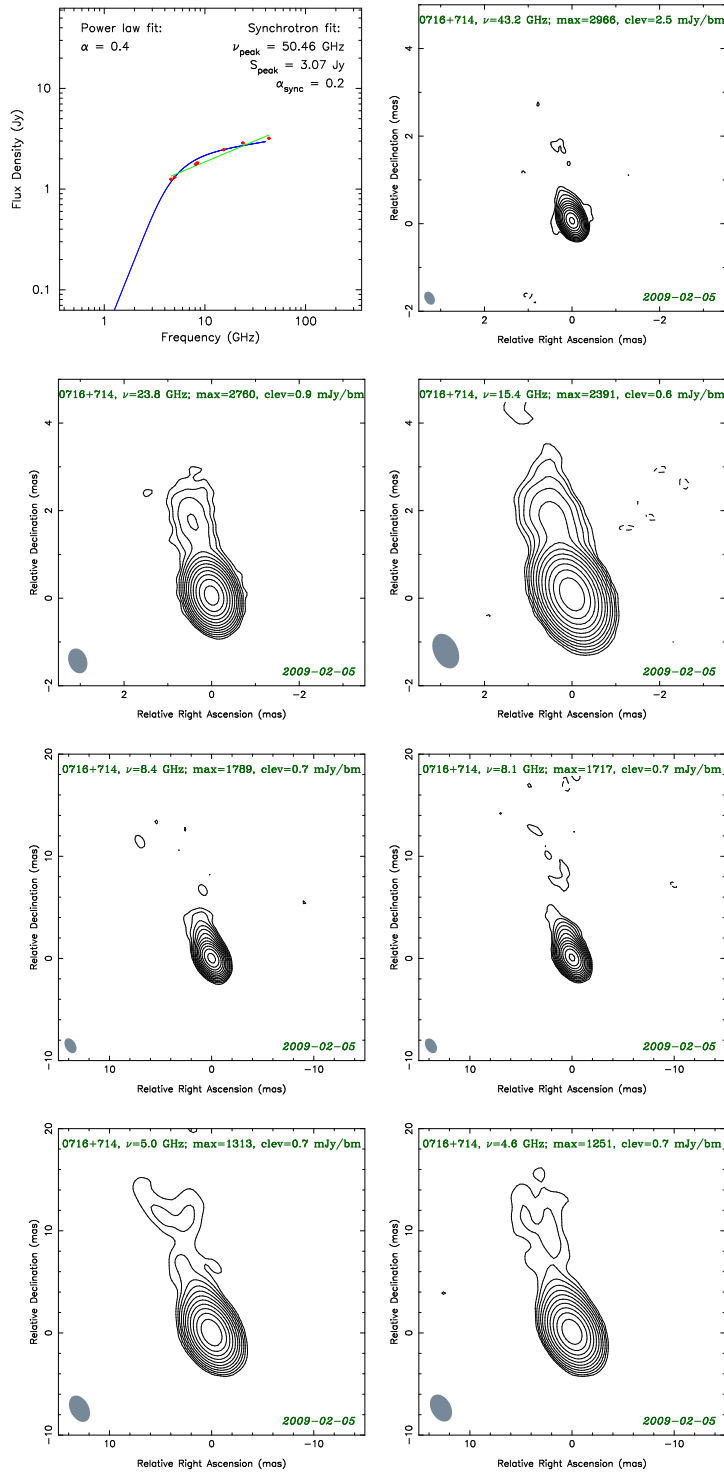 Power law fit:
α = 0.4
Synchrotron fit:
νpeak = 50.46 GHz
Speak = 3.07 Jy
αsync = 0.2
Flux Density (Jy)
10
1
0.1
1 10 100
Frequency (GHz)
0716+714, ν=43.2 GHz; max=2966, clev=2.5 mJy/bm
Relative Declination (mas)
4
2
0
−2
2009-02-05
2 0 −2
Relative Right Ascension (mas)
0716+714, ν=23.8 GHz; max=2760, clev=0.9 mJy/bm
Relative Declination (mas)
4
2
0
−2
2009-02-05
2 0 −2
Relative Right Ascension (mas)
0716+714, ν=15.4 GHz; max=2391, clev=0.6 mJy/bm
Relative Declination (mas)
4
2
0
−2
2009-02-05
2 0 −2
Relative Right Ascension (mas)
20
0716+714, ν=8.4 GHz; max=1789, clev=0.7 mJy/bm
Relative Declination (mas)
10
0
−10
2009-02-05
10 0 −10
Relative Right Ascension (mas)
20
0716+714, ν=8.1 GHz; max=1717, clev=0.7 mJy/bm
Relative Declination (mas)
10
0
−10
2009-02-05
10 0 −10
Relative Right Ascension (mas)
20
0716+714, ν=5.0 GHz; max=1313, clev=0.7 mJy/bm
Relative Declination (mas)
10
0
−10
2009-02-05
10 0 −10
Relative Right Ascension (mas)
20
0716+714, ν=4.6 GHz; max=1251, clev=0.7 mJy/bm
Relative Declination (mas)
10
0
−10
2009-02-05
10 0 −10
Relative Right Ascension (mas)